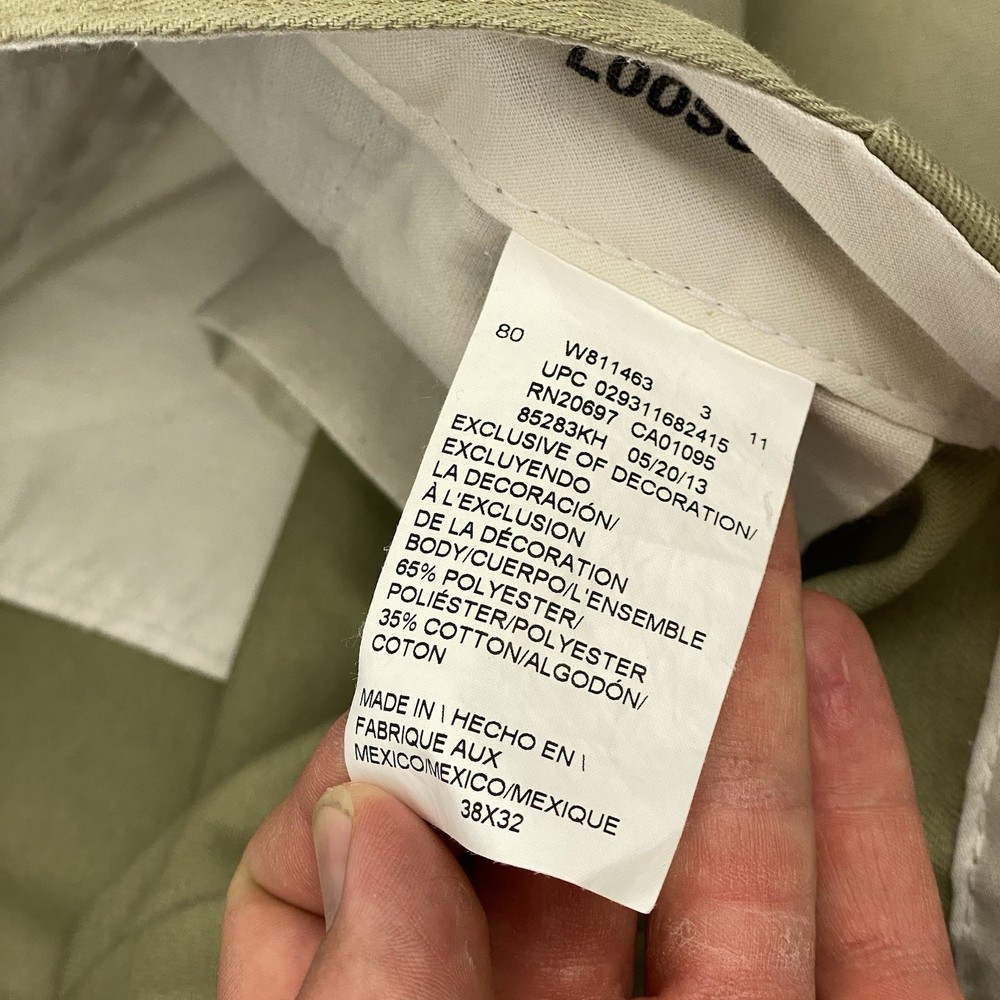 LOOSE
80 W811463 3
UPC 029311682415 11
RN20697 CA01095
85283KH 05/20/13
EXCLUSIVE OF DECORATION/
EXCLUYENDO
LA DECORACIÓN/
À L'EXCLUSION
DE LA DÉCORATION
BODY/CUERPO/L'ENSEMBLE
65% POLYESTER/
POLIÉSTER/POLYESTER
35% COTTON/ALGODÓN/
COTON
MADE IN \ HECHO EN \
FABRIQUE AUX
MEXICO/MEXICO/MEXIQUE
38X32